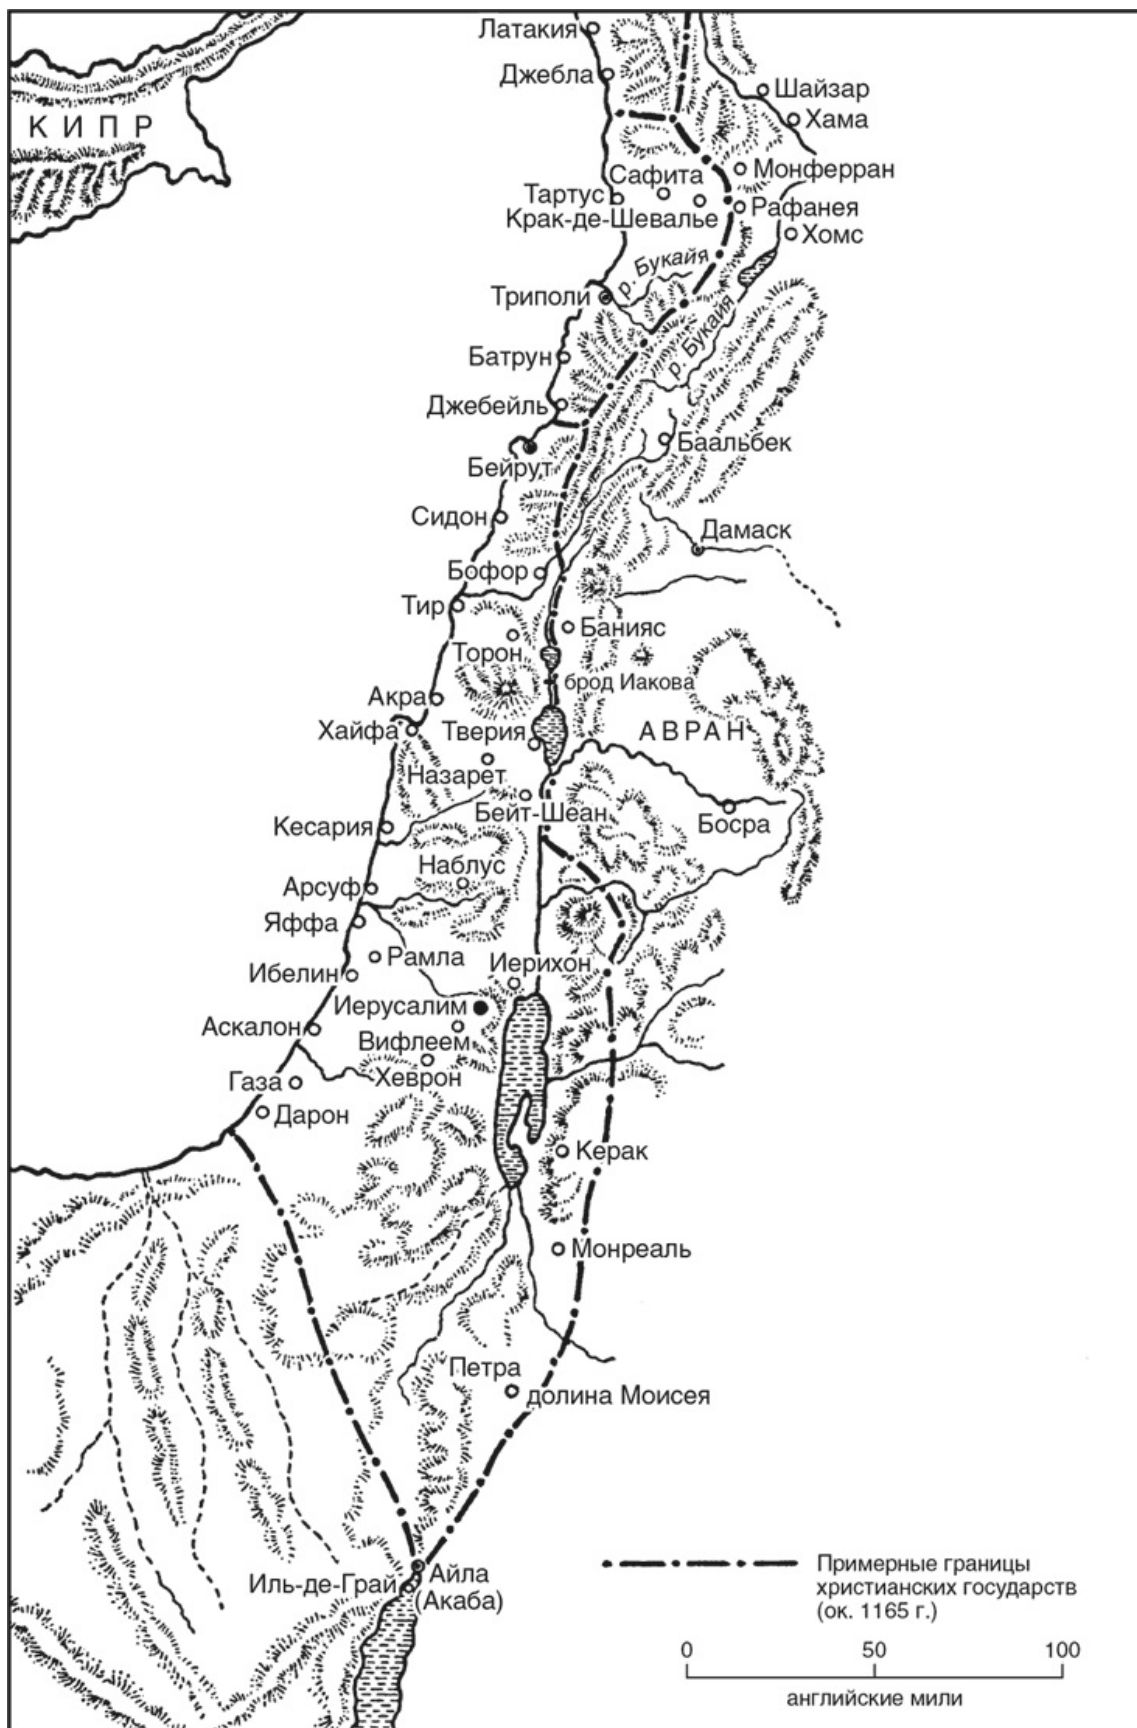 Латакия
Джебла
Шайзар
Хама
КИПР
Монферран
Сафита
Тартус
Крак-де-Шевалье
Рафанея
Хомс
р. Букайя
Триполи
р. Букайя
Батрун
Джебейль
Баальбек
Бейрут
Сидон
Дамаск
Бофор
Тир
Банияс
Торон
брод Иакова
Акра
Хайфа
Тверия
АВРАН
Назарет
Бейт-Шеан
Кесария
Босра
Наблус
Арсуф
Яффа
Рамла
Иерихон
Ибелин
Иерусалим
Аскалон
Вифлеем
Хеврон
Газа
Дарон
Керак
Монреаль
Петра
долина Моисея
Иль-де-Грай
Айла
(Акаба)
Примерные границы
христианских государств
(ок. 1165 г.)
0 50 100
английские мили